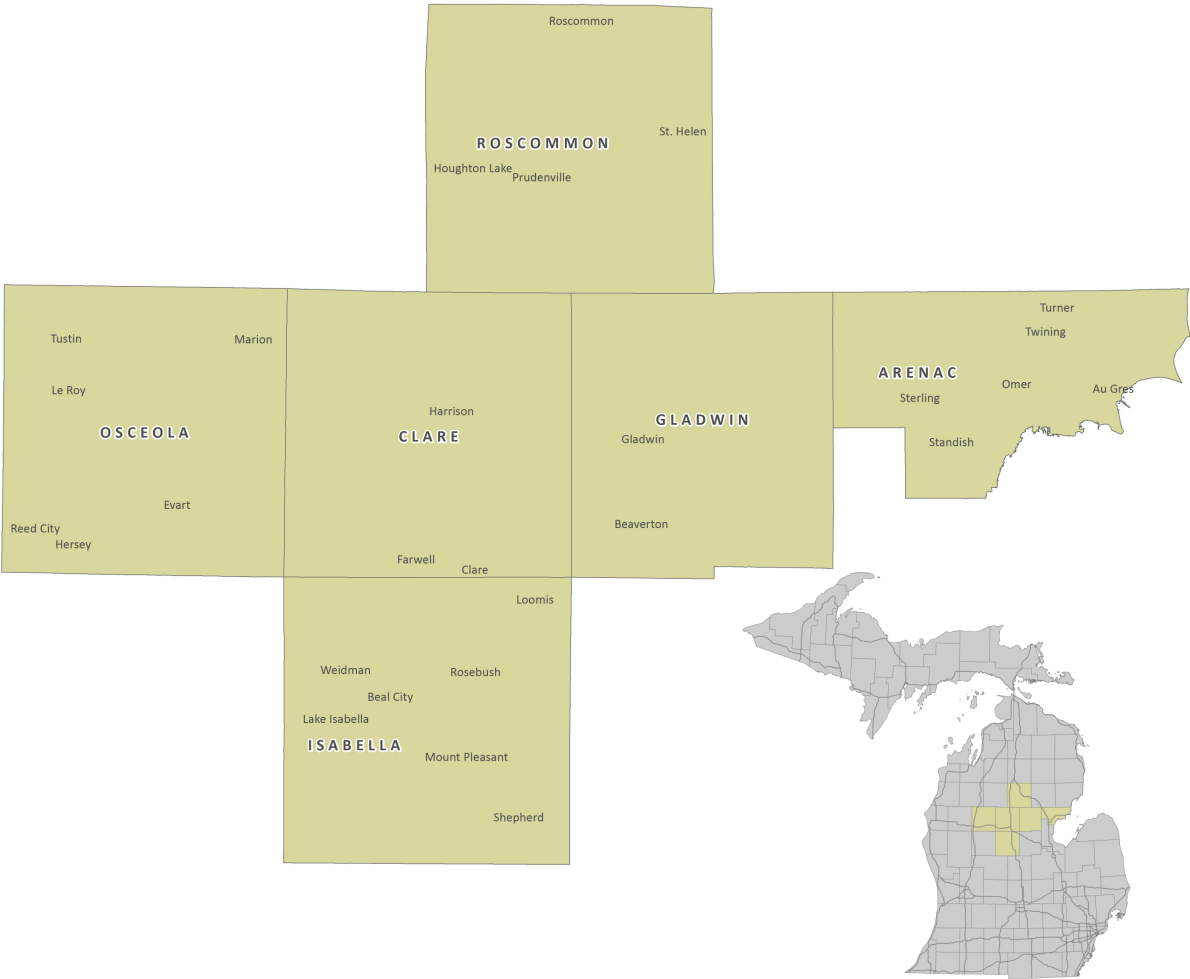 Roscommon
St. Helen
ROSCOMMON
Houghton Lake
Prudenville
Turner
Twining
Tustin
Marion
ARENAC
Omer
Au Gres
Le Roy
Sterling
Harrison
GLADWIN
OSCEOLA
CLARE
Gladwin
Standish
Evart
Beaverton
Reed City
Hersey
Farwell
Clare
Loomis
Weidman
Rosebush
Beal City
Lake Isabella
ISABELLA
Mount Pleasant
Shepherd